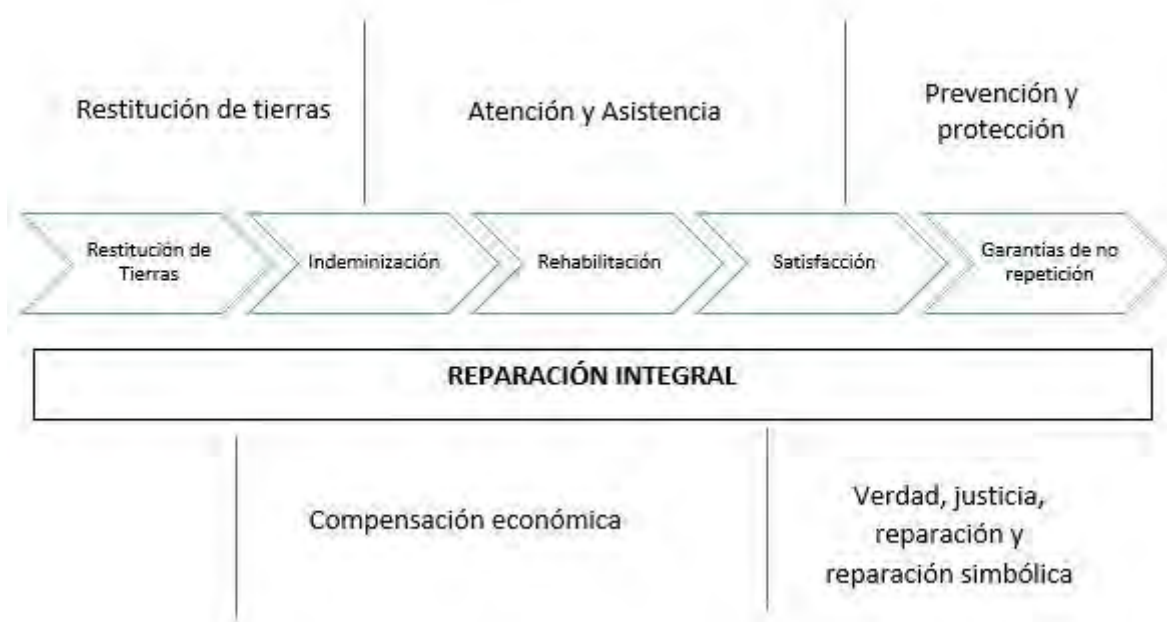 Restitución de tierras
Atención y Asistencia
Prevención y
protección
Restitución de
Tierras
Indeminización
Rehabilitación
Satisfacción
Garantías de no
repetición
REPARACIÓN INTEGRAL
Compensación económica
Verdad, justicia,
reparación y
reparación simbólica